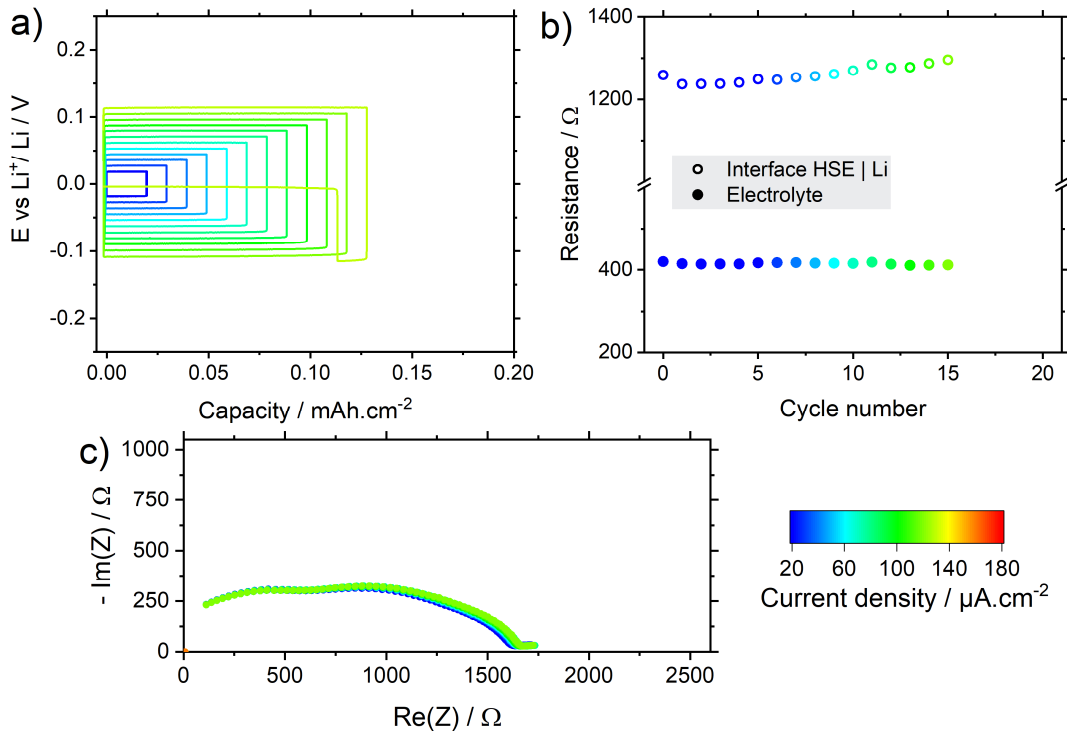 a)
E vs Li⁺/ Li / V
0.2
0.1
0.0
-0.1
-0.2
0.00 0.05 0.10 0.15 0.20
Capacity / mAh.cm⁻²
b)
Resistance / Ω
1400
1200
400
200
Interface HSE | Li
Electrolyte
0 5 10 15 20
Cycle number
c)
- Im(Z) / Ω
1000
750
500
250
0
0 500 1000 1500 2000 2500
Re(Z) / Ω
20 60 100 140 180
Current density / µA.cm⁻²